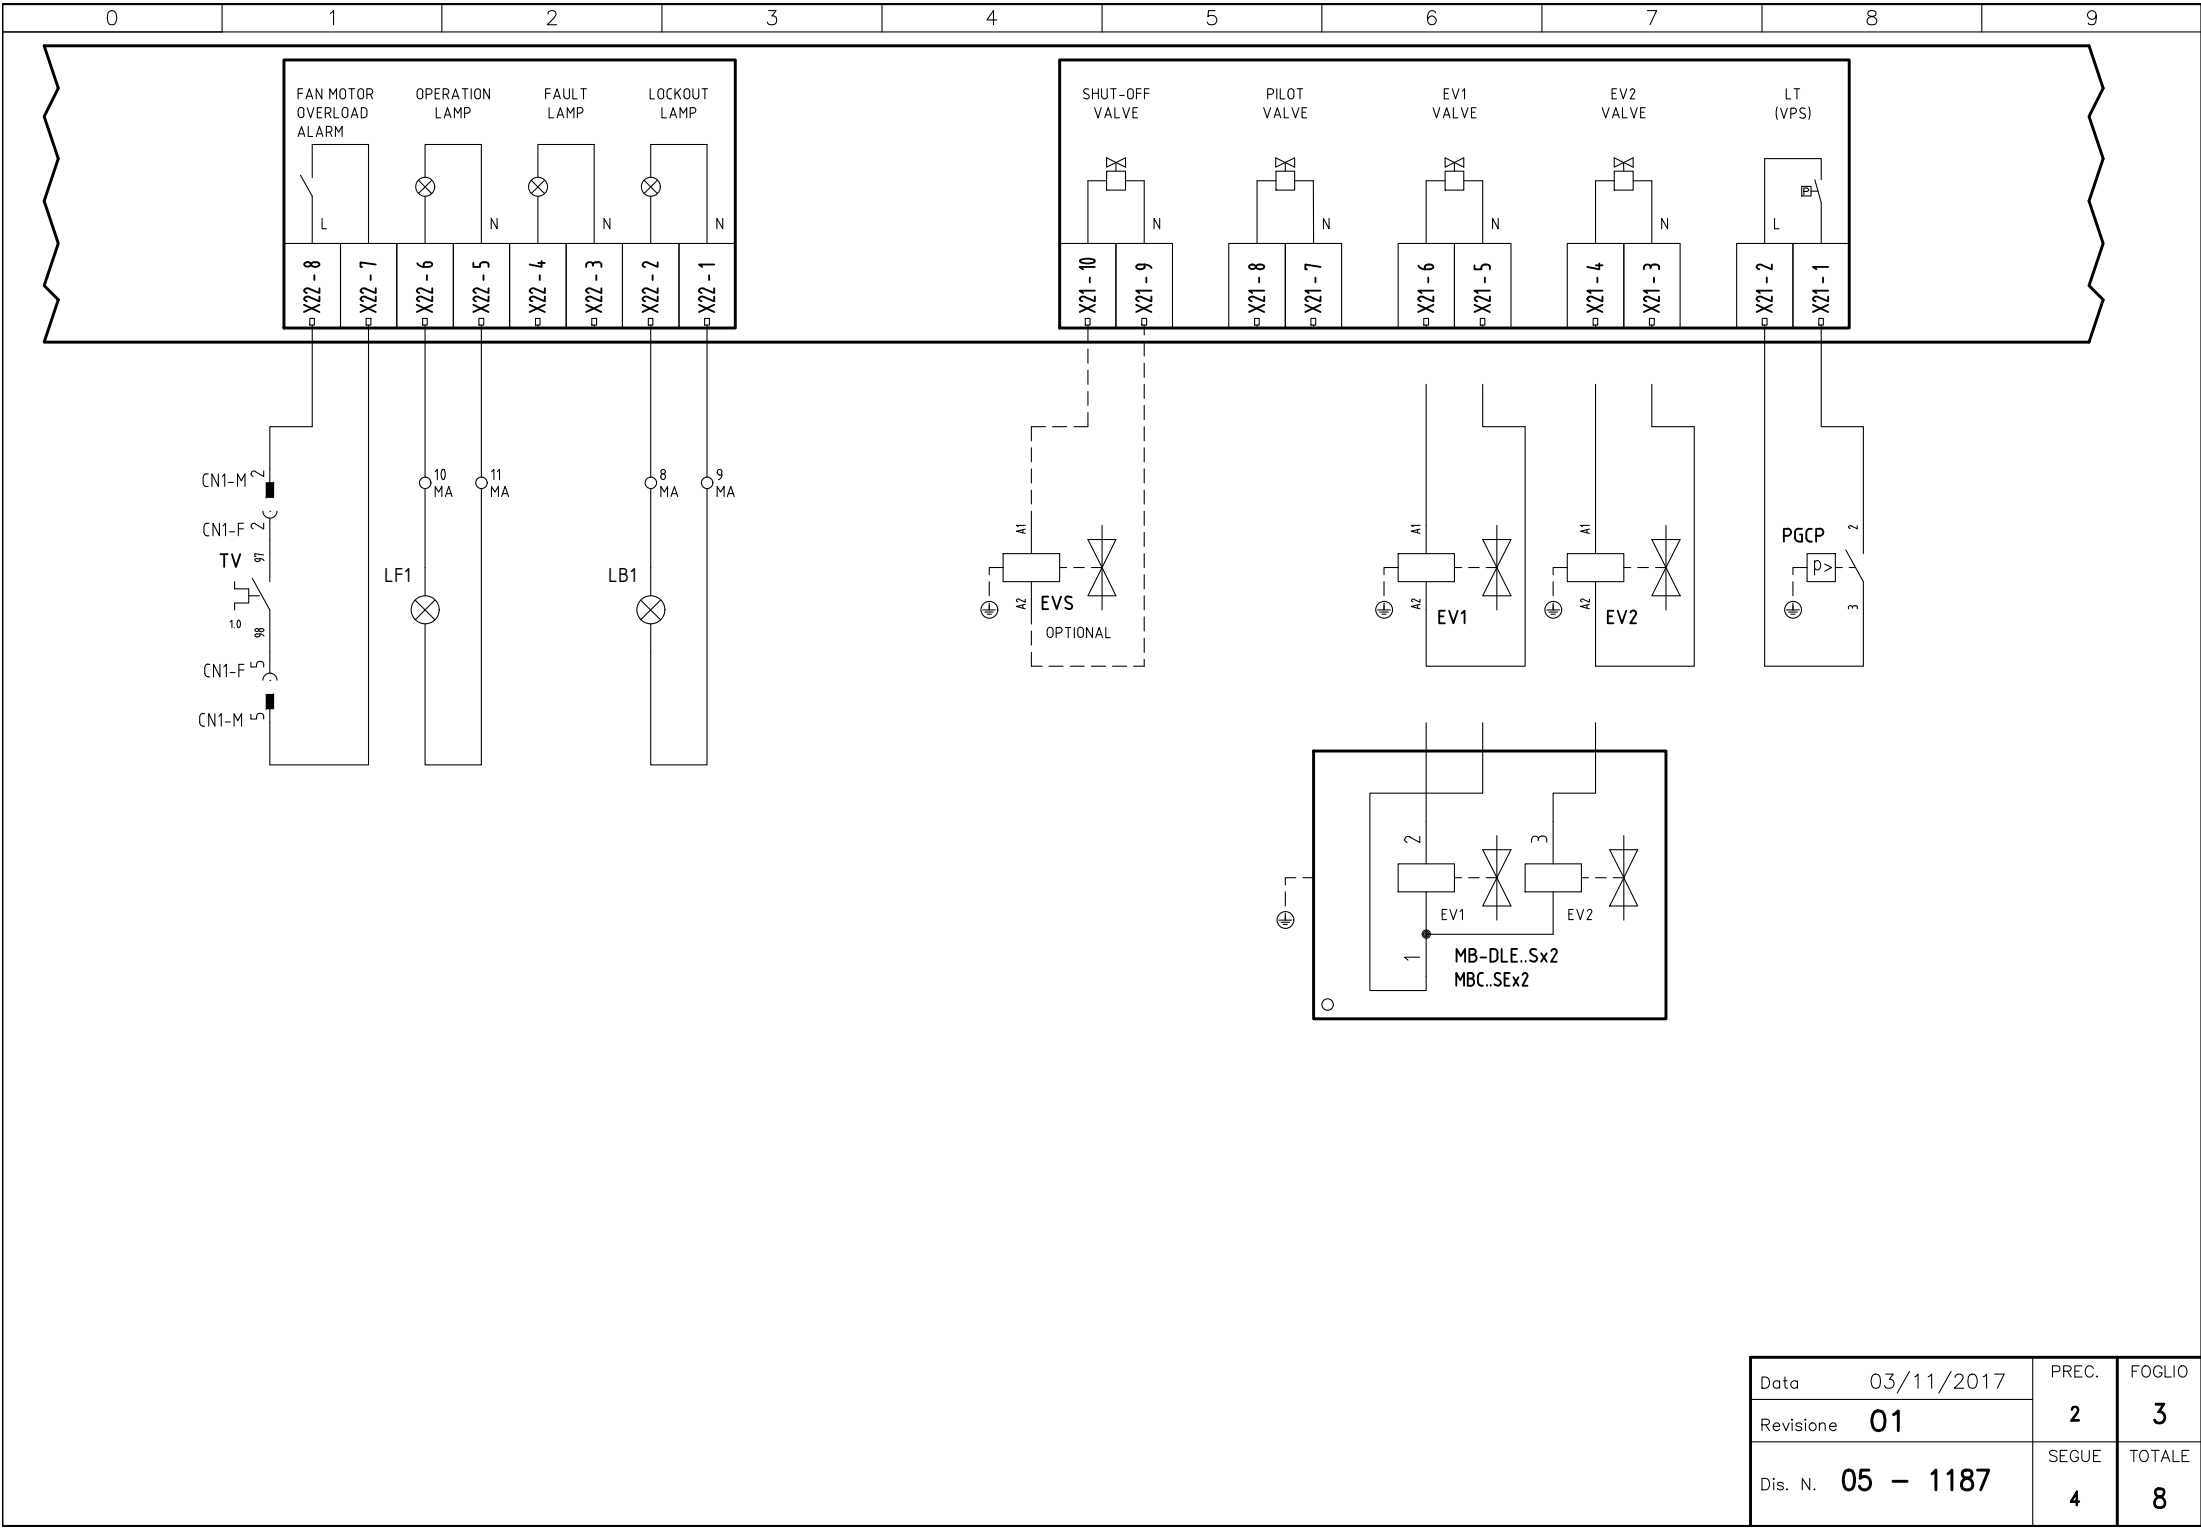 0 1 2 3 4 5 6 7 8 9
FAN MOTOR
OVERLOAD
ALARM
OPERATION
LAMP
FAULT
LAMP
LOCKOUT
LAMP
SHUT-OFF
VALVE
PILOT
VALVE
EV1
VALVE
EV2
VALVE
LT
(VPS)
P
L N N N N N N N L
X22 - 8
X22 - 7
X22 - 6
X22 - 5
X22 - 4
X22 - 3
X22 - 2
X22 - 1
X21 - 10
X21 - 9
X21 - 8
X21 - 7
X21 - 6
X21 - 5
X21 - 4
X21 - 3
X21 - 2
X21 - 1
CN1-M 2
CN1-F 2
TV 97
1.0
98
CN1-F 5
CN1-M 5
10
MA
11
MA
LF1
8
MA
9
MA
LB1
A1
A2
EVS
OPTIONAL
A1
A2
EV1
A1
A2
EV2
PGCP
2
P>
3
2
3
EV1
EV2
1
MB-DLE..Sx2
MBC..SEx2
Data 03/11/2017
Revisione 01
Dis. N. 05 - 1187
PREC.
2
FOGLIO
3
SEGUE
4
TOTALE
8